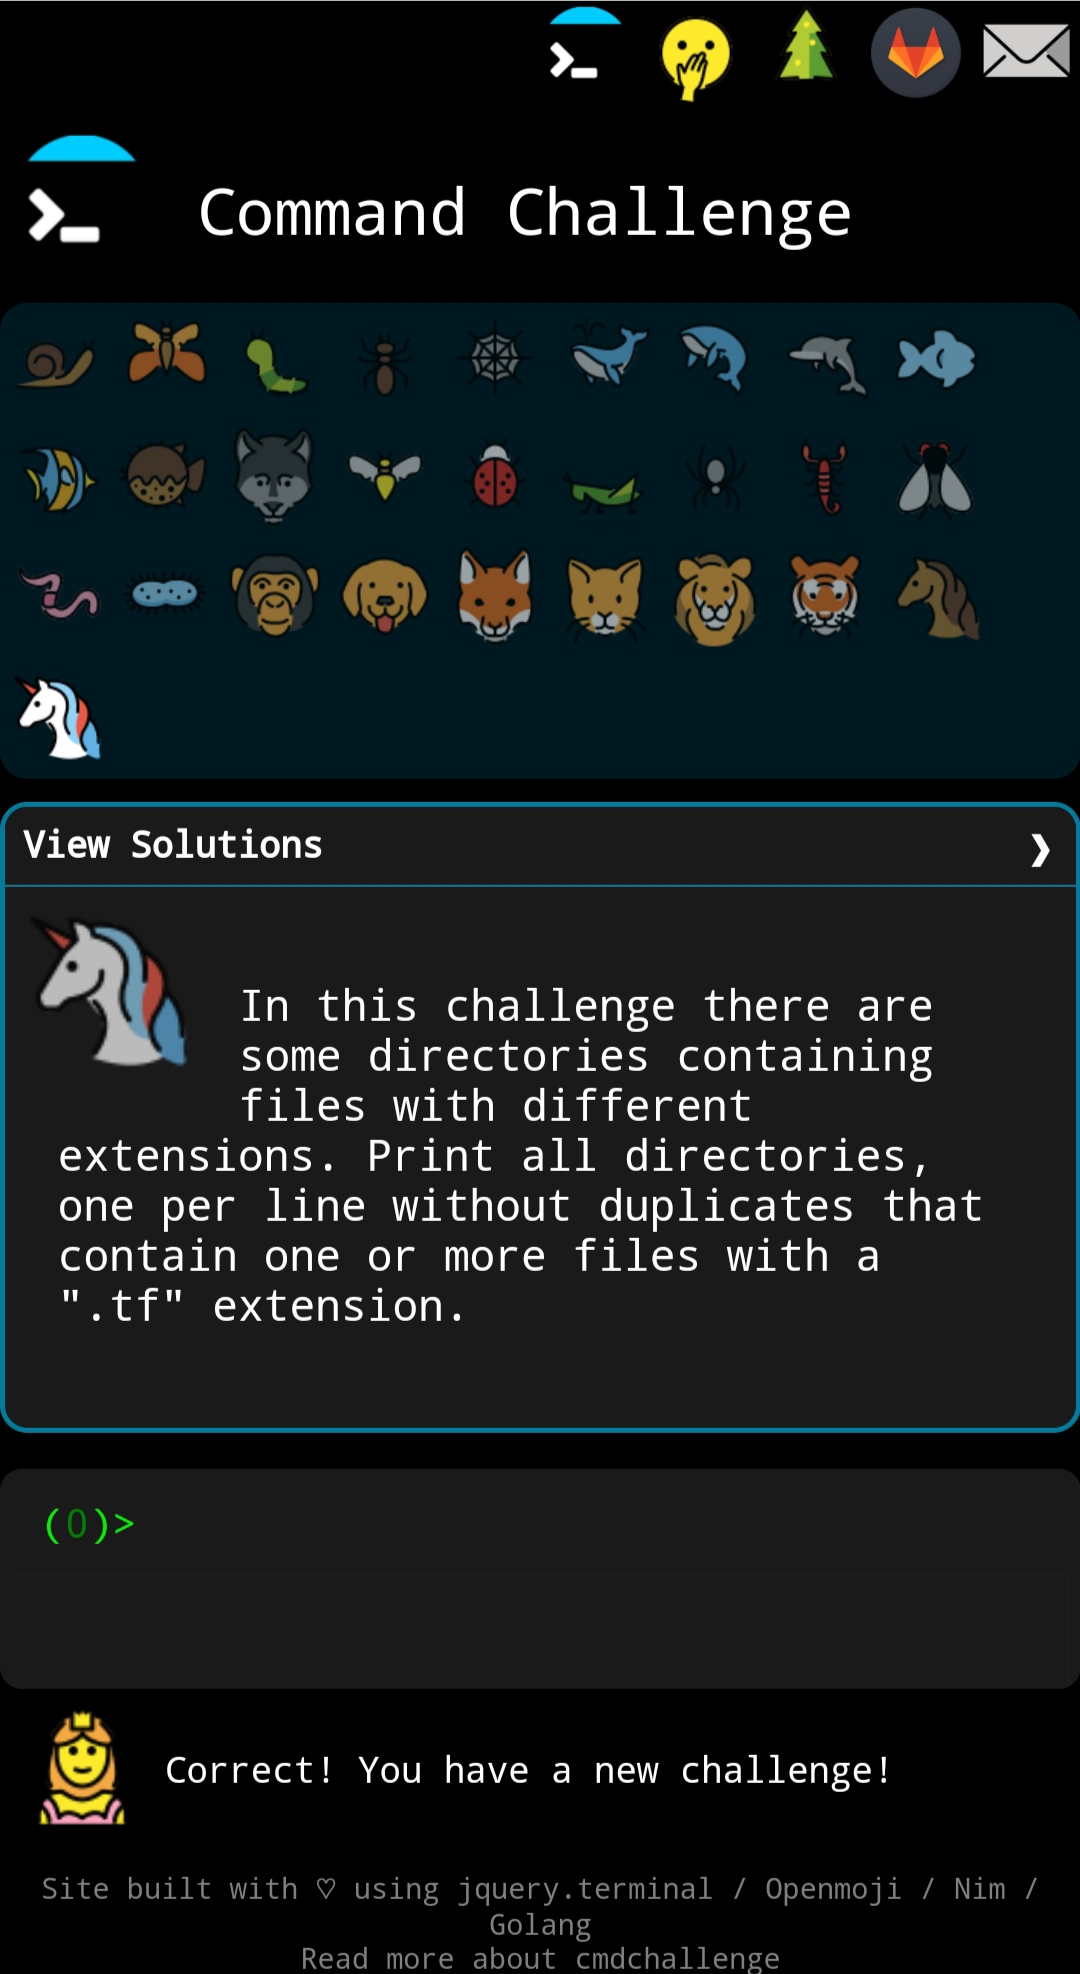 Command Challenge
View Solutions ❯
In this challenge there are
some directories containing
files with different
extensions. Print all directories,
one per line without duplicates that
contain one or more files with a
".tf" extension.
(0)>
Correct! You have a new challenge!
Site built with ♡ using jquery.terminal / Openmoji / Nim /
Golang
Read more about cmdchallenge